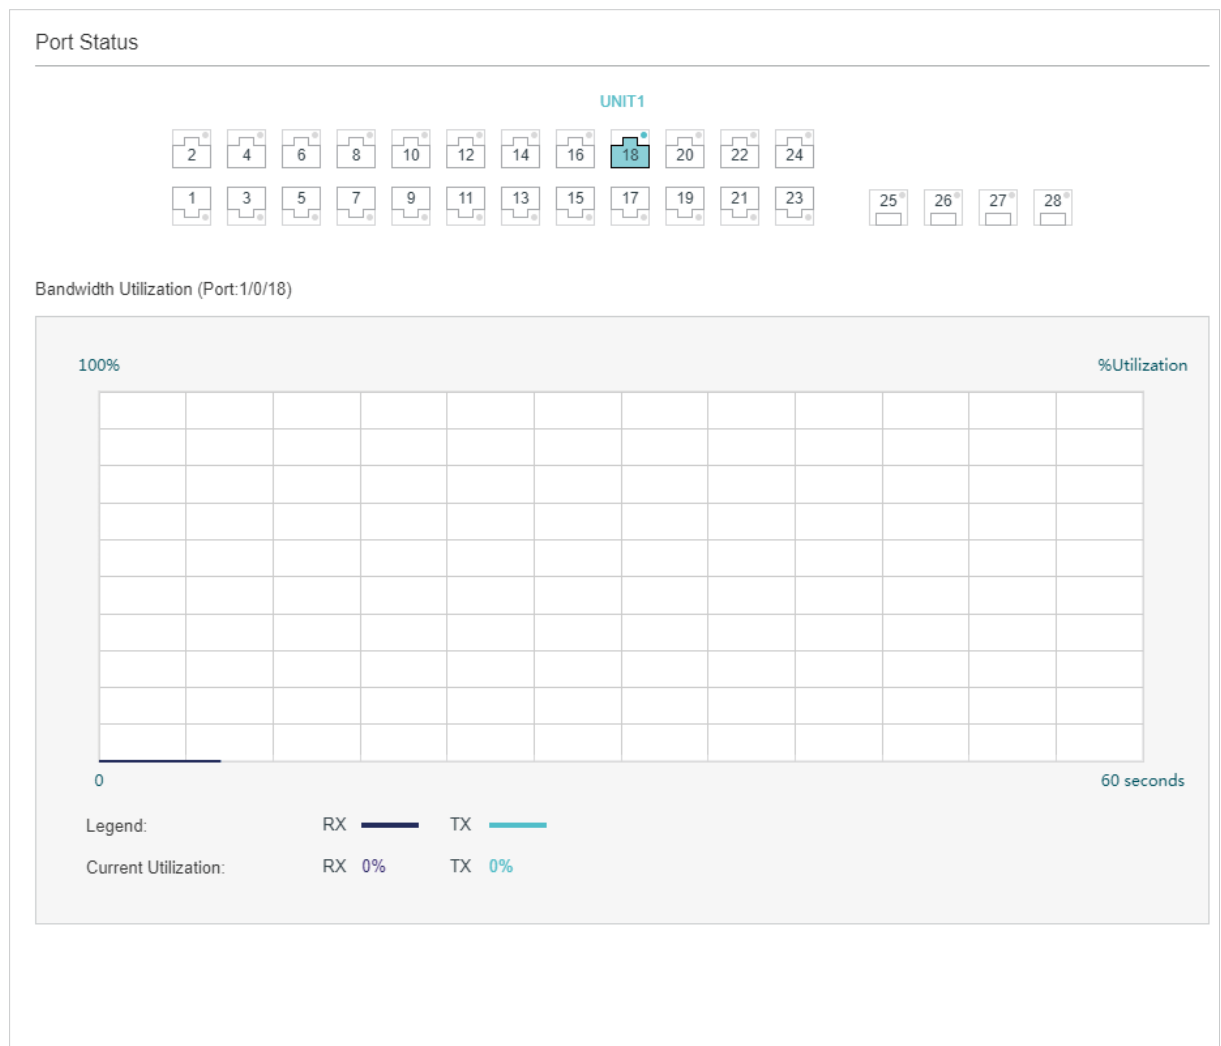 Port Status
UNIT1
2 4 6 8 10 12 14 16 18 20 22 24
1 3 5 7 9 11 13 15 17 19 21 23 25 26 27 28
Bandwidth Utilization (Port:1/0/18)
100% %Utilization
0 60 seconds
Legend: RX TX
Current Utilization: RX 0% TX 0%